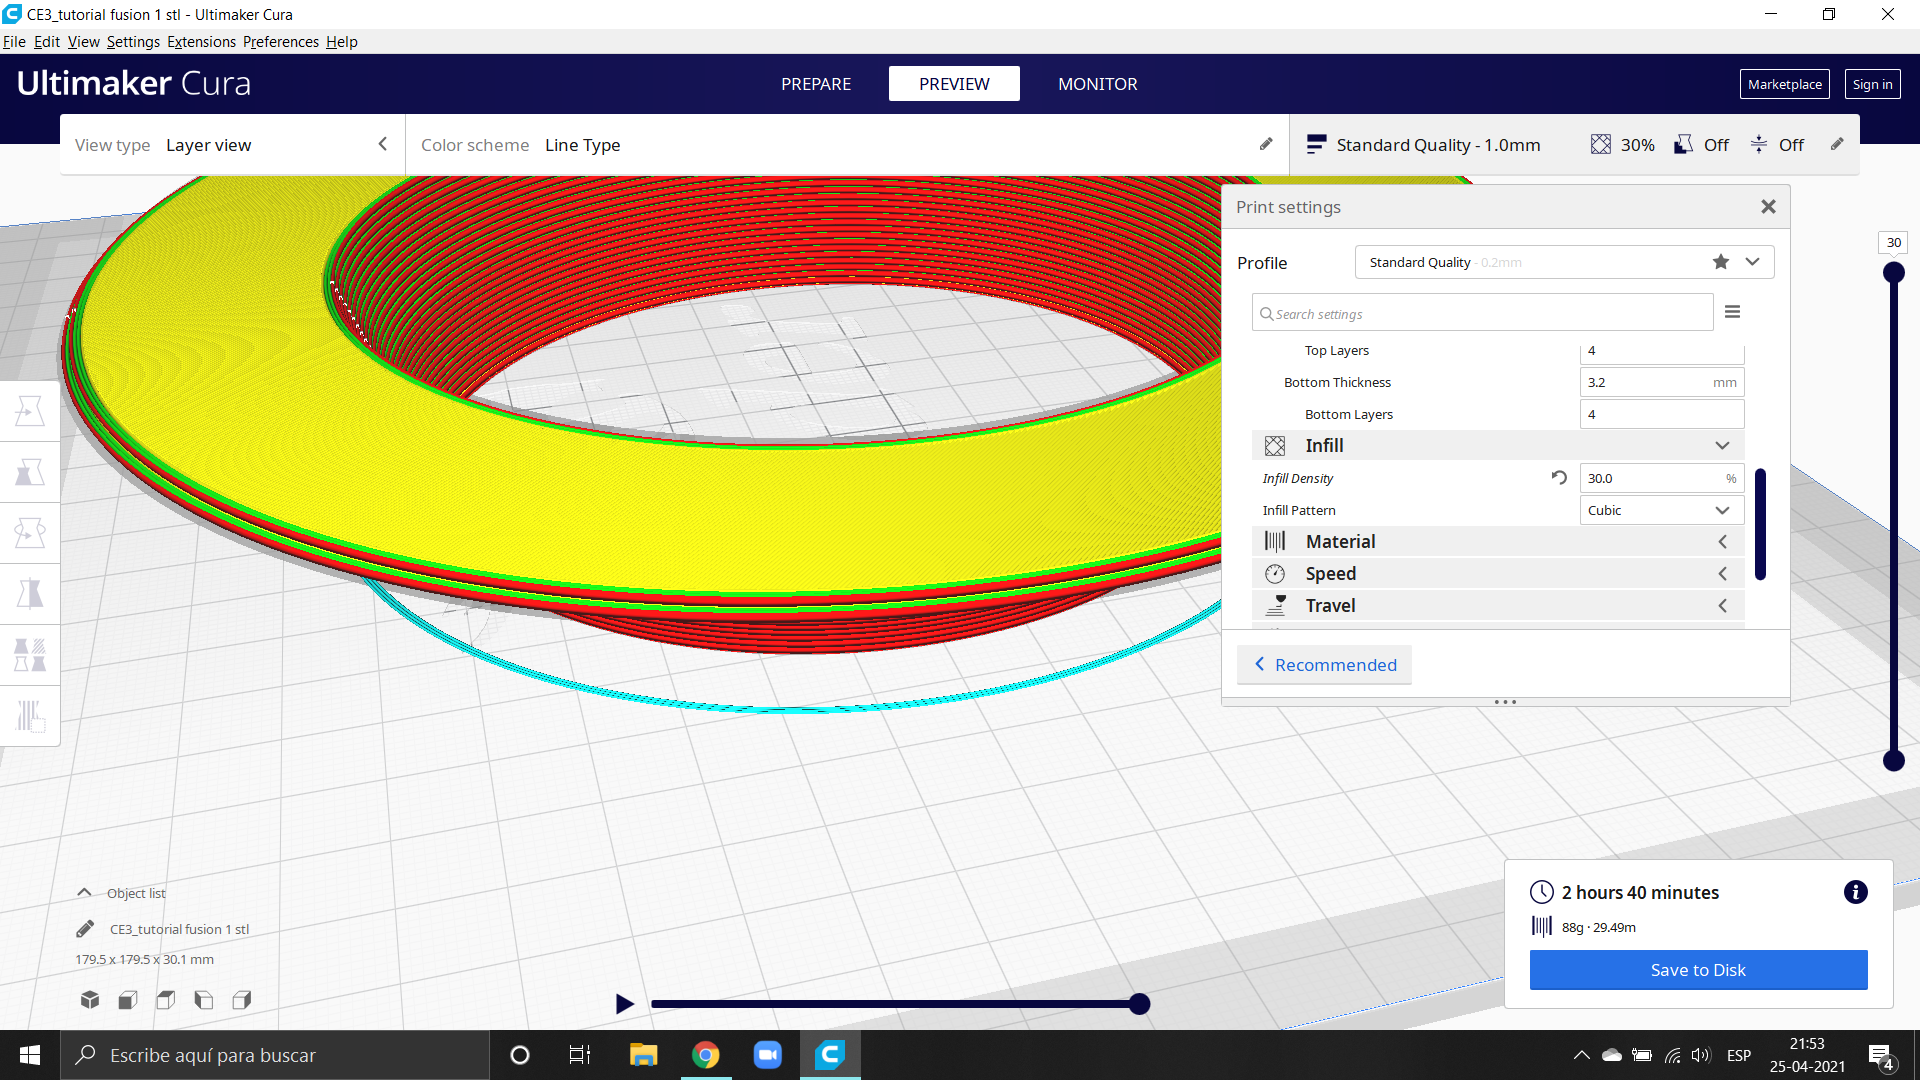 CE3_tutorial fusion 1 stl - Ultimaker Cura
File Edit View Settings Extensions Preferences Help
Ultimaker Cura
PREPARE
PREVIEW
MONITOR
Marketplace
Sign in
View type Layer view
Color scheme Line Type
Standard Quality - 1.0mm
30%
Off
Off
Print settings
30
Profile
Standard Quality - 0.2mm
Search settings
Top Layers 4
Bottom Thickness 3.2 mm
Bottom Layers 4
Infill
Infill Density 30.0 %
Infill Pattern Cubic
Material
Speed
Travel
Recommended
Object list
CE3_tutorial fusion 1 stl
179.5 x 179.5 x 30.1 mm
2 hours 40 minutes
88g · 29.49m
Save to Disk
Escribe aquí para buscar
ESP
21:53
25-04-2021
4